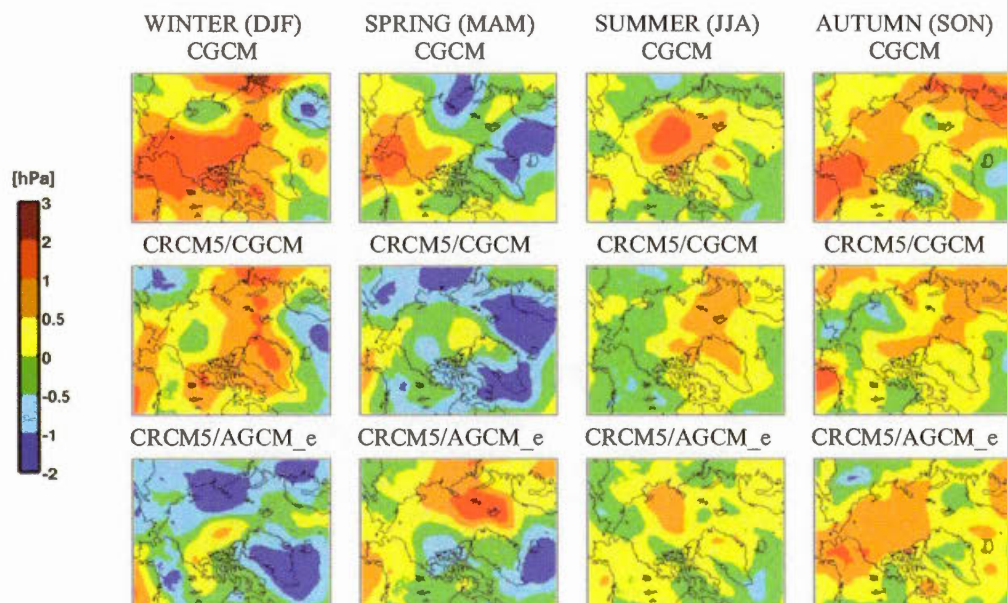 WINTER (DJF) SPRING (MAM) SUMMER (JJA) AUTUMN (SON)
CGCM CGCM CGCM CGCM
[hPa]
3
2
1
0.5
0
-0.5
-1
-2
CRCM5/CGCM CRCM5/CGCM CRCM5/CGCM CRCM5/CGCM
CRCM5/AGCM_e CRCM5/AGCM_e CRCM5/AGCM_e CRCM5/AGCM_e